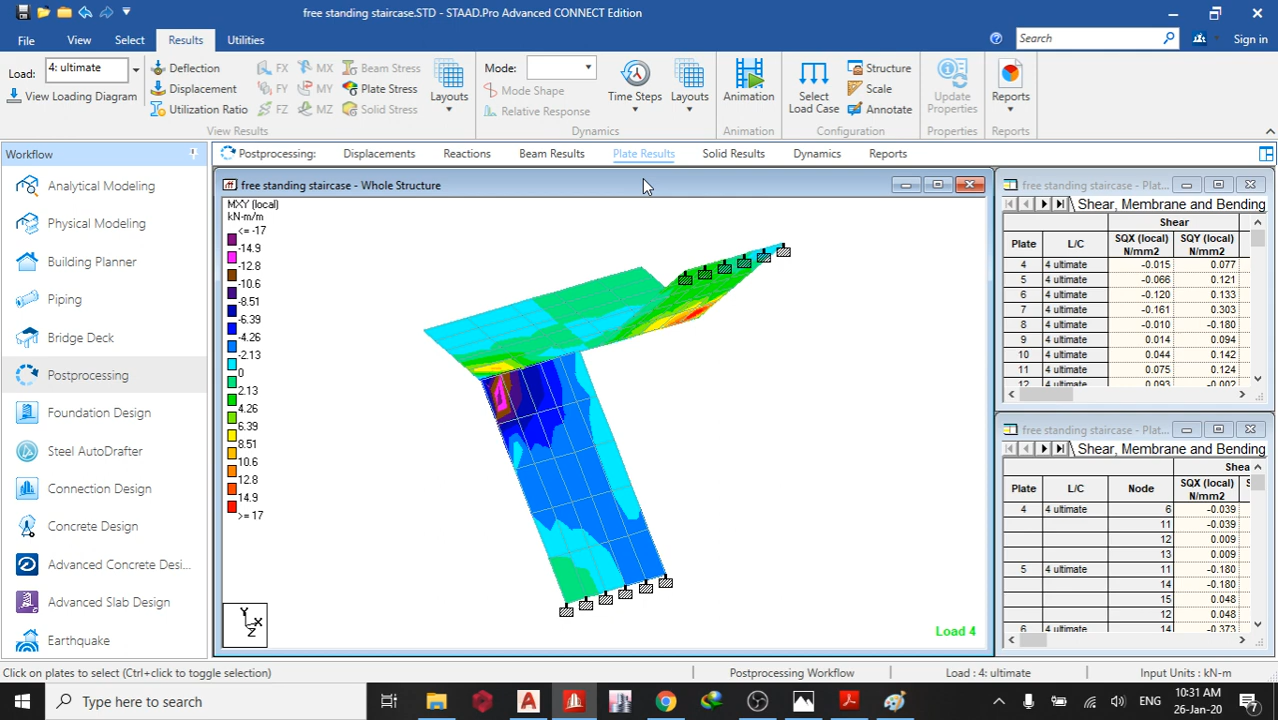 free standing staircase.STD - STAAD.Pro Advanced CONNECT Edition
File View Select Results Utilities
Search
Sign in
Load: 4: ultimate
View Loading Diagram
Deflection
Displacement
Utilization Ratio
FX MX
FY MY
FZ MZ
Beam Stress
Plate Stress
Solid Stress
Layouts
View Results
Mode:
Mode Shape
Relative Response
Time Steps
Layouts
Dynamics
Animation
Animation
Select Load Case
Structure
Scale
Annotate
Configuration
Update Properties
Properties
Reports
Reports
Workflow
Postprocessing: Displacements Reactions Beam Results Plate Results Solid Results Dynamics Reports
Analytical Modeling
Physical Modeling
Building Planner
Piping
Bridge Deck
Postprocessing
Foundation Design
Steel AutoDrafter
Connection Design
Concrete Design
Advanced Concrete Desi...
Advanced Slab Design
Earthquake
free standing staircase - Whole Structure
MXY (local)
kN-m/m
<= -17
-14.9
-12.8
-10.6
-8.51
-6.39
-4.26
-2.13
0
2.13
4.26
6.39
8.51
10.6
12.8
14.9
>= 17
Y
X
Z
Load 4
free standing staircase - Plat...
Shear, Membrane and Bending
Shear
Plate L/C SQX (local) N/mm2 SQY (local) N/mm2
4 4 ultimate -0.015 0.077
5 4 ultimate -0.066 0.121
6 4 ultimate -0.120 0.133
7 4 ultimate -0.161 0.303
8 4 ultimate -0.010 -0.180
9 4 ultimate 0.014 0.094
10 4 ultimate 0.044 0.142
11 4 ultimate 0.075 0.124
12 4 ultimate 0.093 -0.002
free standing staircase - Plat...
Shear, Membrane and Bending
Shea
Plate L/C Node SQX (local) N/mm2 S
4 4 ultimate 6 -0.039
11 -0.039
12 0.009
13 0.009
5 4 ultimate 11 -0.180
14 -0.180
15 0.048
12 0.048
6 4 ultimate 14 -0.373
Click on plates to select (Ctrl+click to toggle selection)
Postprocessing Workflow
Load : 4: ultimate
Input Units : kN-m
Type here to search
ENG
10:31 AM
26-Jan-20
7